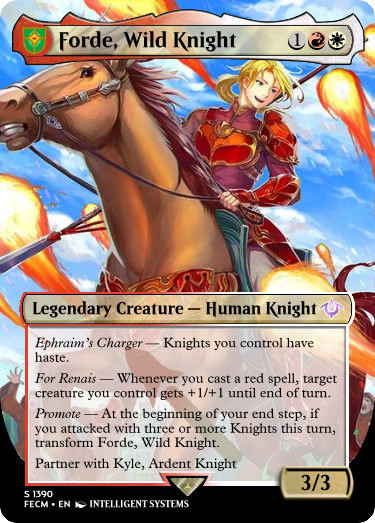 Forde, Wild Knight 1
Legendary Creature — Human Knight
Ephraim's Charger — Knights you control have
haste.
For Renais — Whenever you cast a red spell, target
creature you control gets +1/+1 until end of turn.
Promote — At the beginning of your end step, if
you attacked with three or more Knights this turn,
transform Forde, Wild Knight.
Partner with Kyle, Ardent Knight
3/3
S 1390
FECM • EN INTELLIGENT SYSTEMS